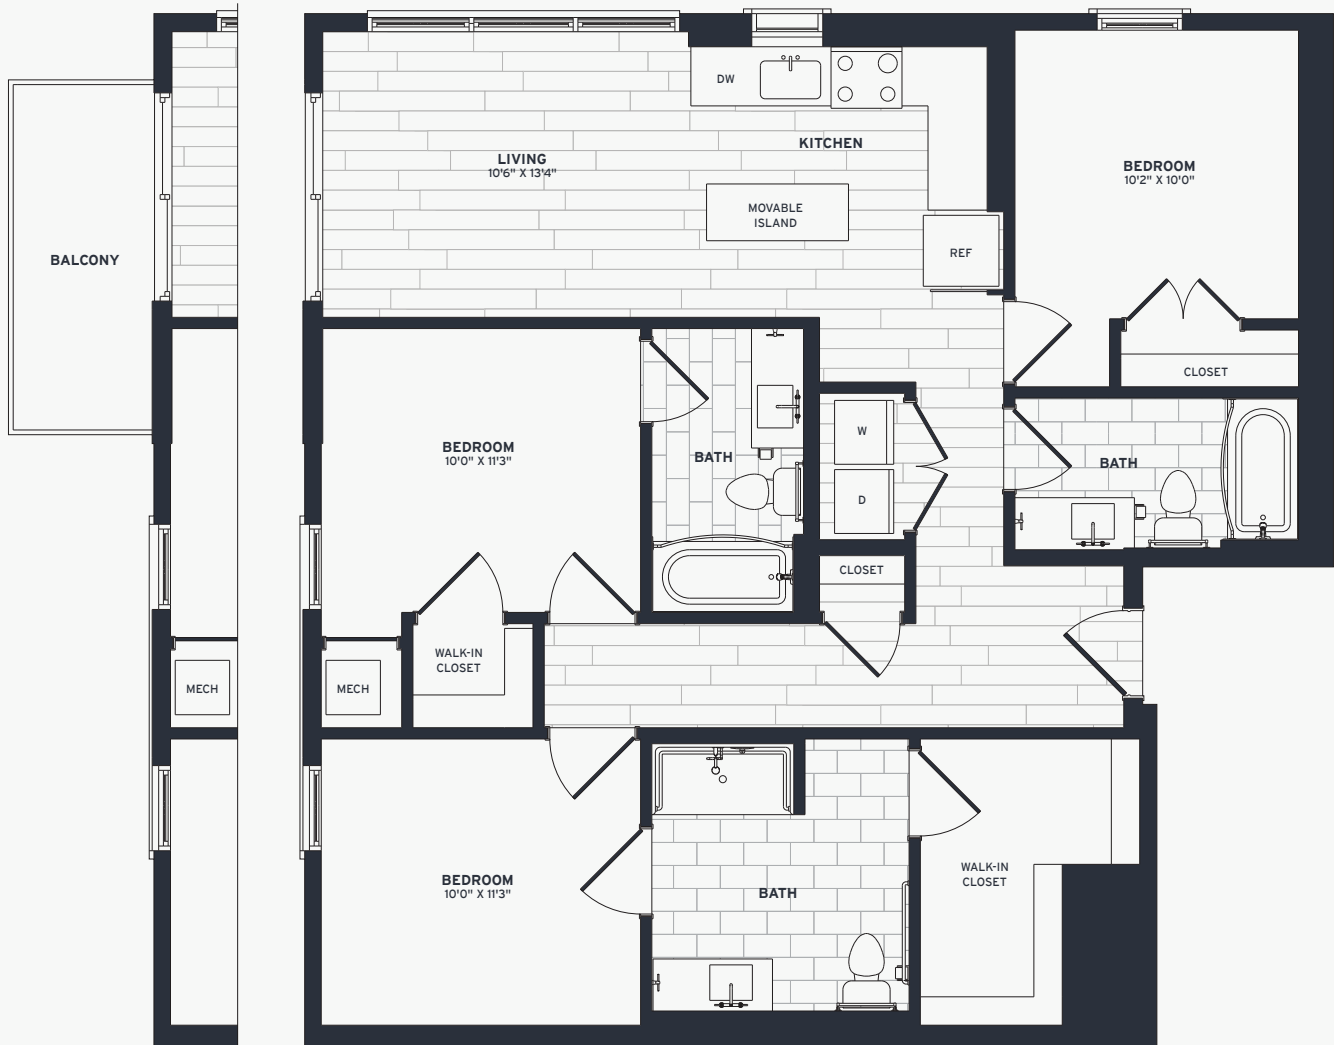 DW
KITCHEN
LIVING
10'6" X 13'4"
BEDROOM
10'2" X 10'0"
MOVABLE
ISLAND
REF
BALCONY
CLOSET
W
BEDROOM
10'0" X 11'3"
BATH
BATH
D
CLOSET
WALK-IN
CLOSET
MECH
MECH
WALK-IN
CLOSET
BEDROOM
10'0" X 11'3"
BATH